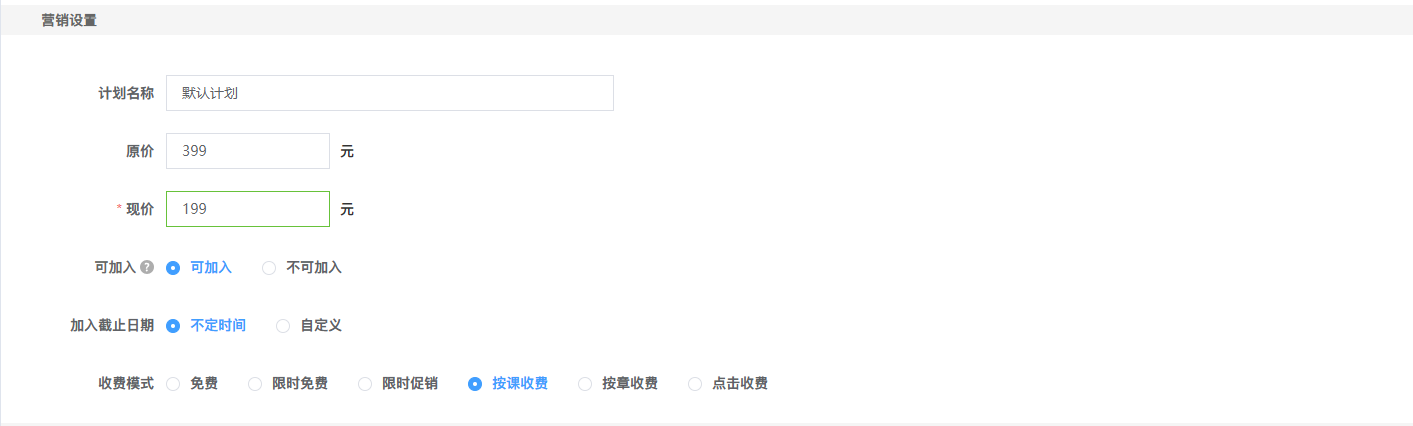 营销设置
计划名称 默认计划
原价 399 元
* 现价 199 元
可加入 ? 可加入 不可加入
加入截止日期 不定时间 自定义
收费模式 免费 限时免费 限时促销 按课收费 按章收费 点击收费